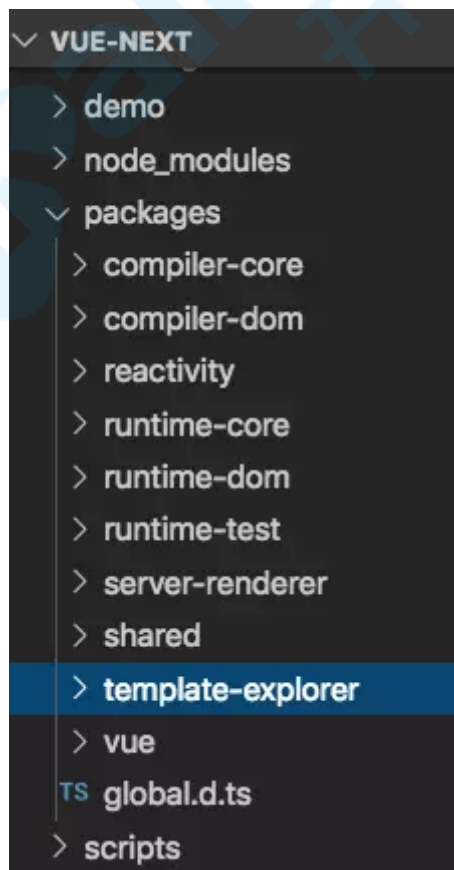 VUE-NEXT
demo
node_modules
packages
compiler-core
compiler-dom
reactivity
runtime-core
runtime-dom
runtime-test
server-renderer
shared
template-explorer
vue
TS global.d.ts
scripts